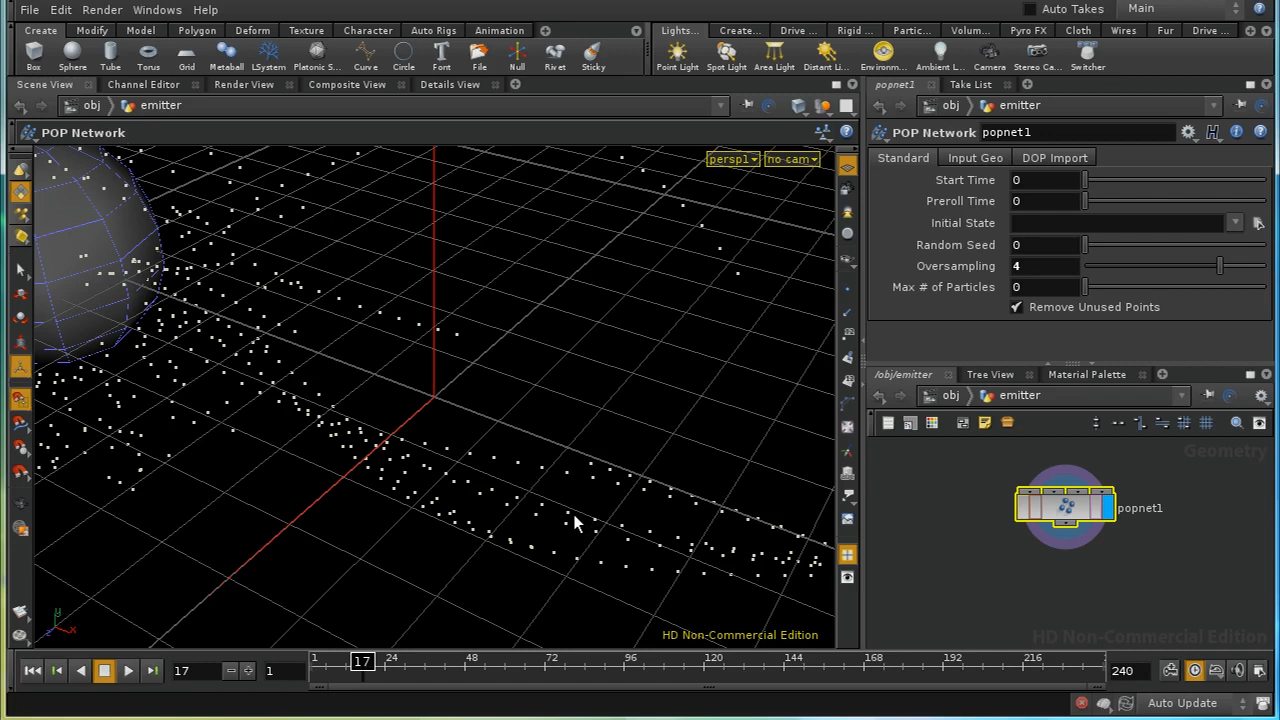 File Edit Render Windows Help Auto Takes Main
Create Modify Model Polygon Deform Texture Character Auto Rigs Animation Lights... Create... Drive ... Rigid ... Partic... Volum... Pyro FX Cloth Wires Fur Drive ...
Box Sphere Tube Torus Grid Metaball LSystem Platonic S... Curve Circle Font File Null Rivet Sticky Point Light Spot Light Area Light Distant Li... Environm... Ambient L... Camera Stereo Ca... Switcher
Scene View Channel Editor Render View Composite View Details View
obj emitter
POP Network
persp1 no cam
HD Non-Commercial Edition
popnet1 Take List
obj emitter
POP Network popnet1
Standard Input Geo DOP Import
Start Time 0
Preroll Time 0
Initial State
Random Seed 0
Oversampling 4
Max # of Particles 0
Remove Unused Points
/obj/emitter Tree View Material Palette
obj emitter
Geometry
popnet1
HD Non-Commercial Edition
y
z x
17 1 1 17 24 48 72 96 120 144 168 192 216 240
Auto Update